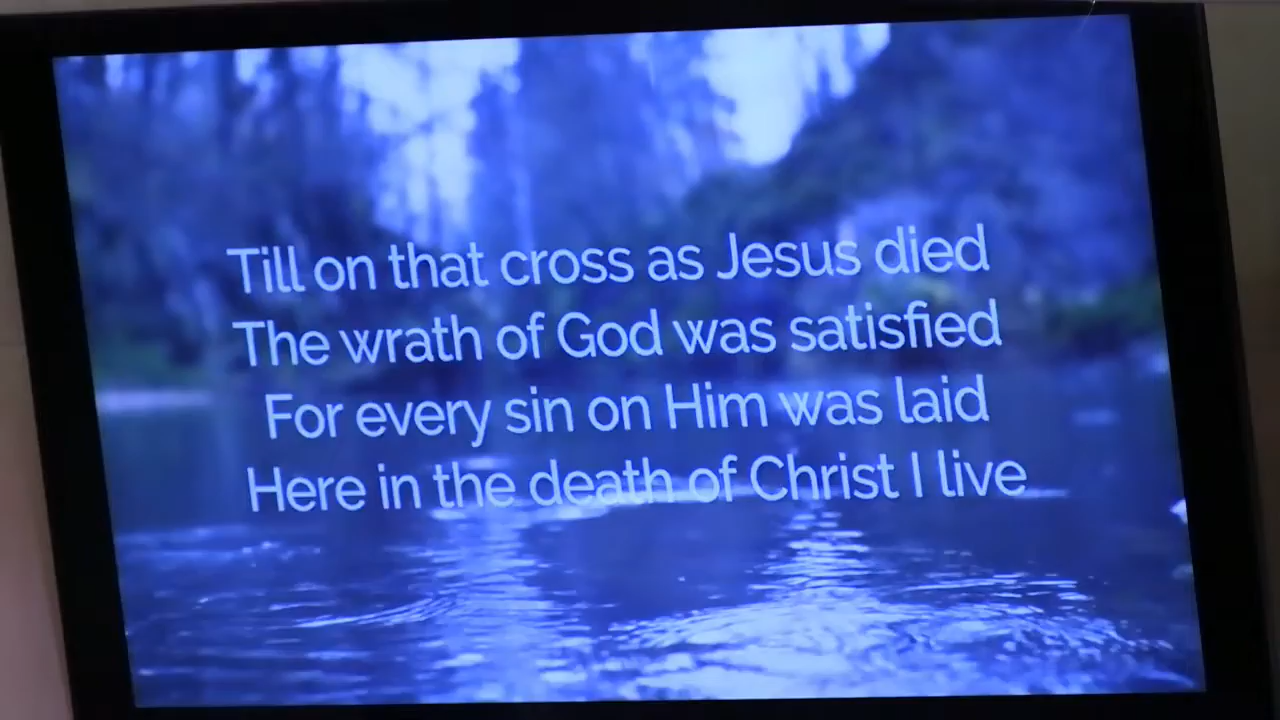 Till on that cross as Jesus died
The wrath of God was satisfied
For every sin on Him was laid
Here in the death of Christ I live